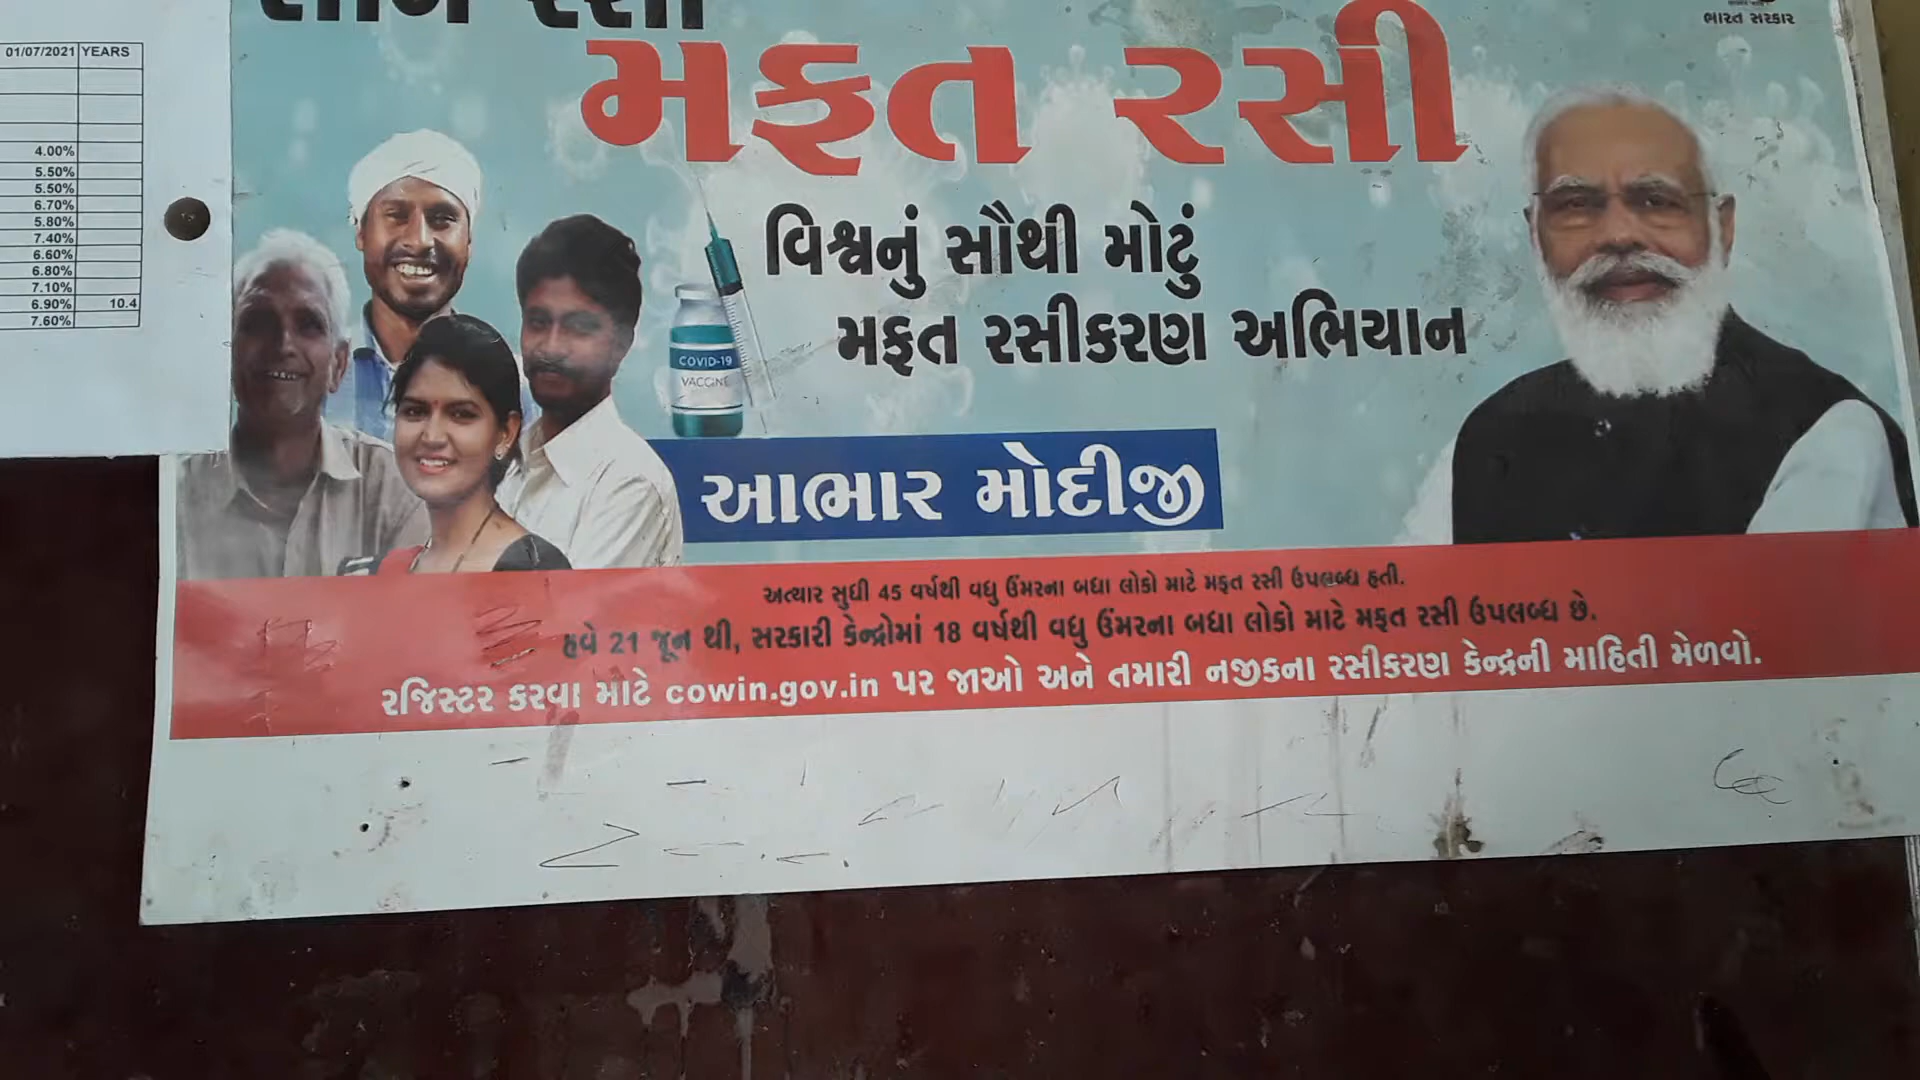 ભારત સરકાર
મફત રસી
વિશ્વનું સૌથી મોટું
મફત રસીકરણ અભિયાન
COVID-19
VACCINE
આભાર મોદીજી
અત્યાર સુધી 45 વર્ષથી વધુ ઉંમરના બધા લોકો માટે મફત રસી ઉપલબ્ધ હતી.
હવે 21 જૂન થી, સરકારી કેન્દ્રોમાં 18 વર્ષથી વધુ ઉંમરના બધા લોકો માટે મફત રસી ઉપલબ્ધ છે.
રજિસ્ટર કરવા માટે cowin.gov.in પર જાઓ અને તમારી નજીકના રસીકરણ કેન્દ્રની માહિતી મેળવો.
01/07/2021 YEARS
4.00%
5.50%
5.50%
6.70%
5.80%
7.40%
6.60%
6.80%
7.10%
6.90% 10.4
7.60%